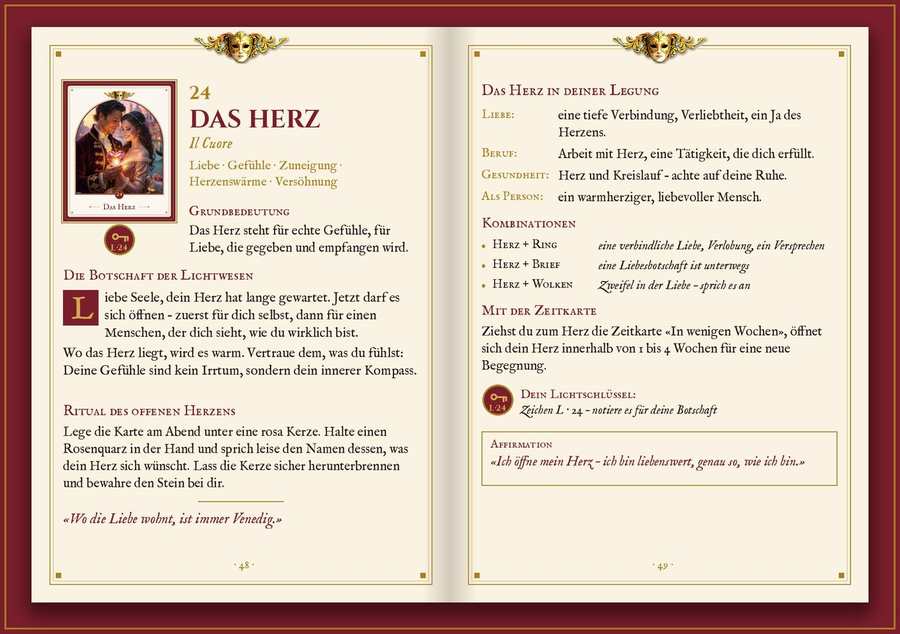 24
DAS HERZ
Il Cuore
Liebe · Gefühle · Zuneigung ·
Herzenswärme · Versöhnung
Das Herz
L·24
Grundbedeutung
Das Herz steht für echte Gefühle, für
Liebe, die gegeben und empfangen wird.
Die Botschaft der Lichtwesen
Liebe Seele, dein Herz hat lange gewartet. Jetzt darf es
sich öffnen – zuerst für dich selbst, dann für einen
Menschen, der dich sieht, wie du wirklich bist.
Wo das Herz liegt, wird es warm. Vertraue dem, was du fühlst:
Deine Gefühle sind kein Irrtum, sondern dein innerer Kompass.
Ritual des offenen Herzens
Lege die Karte am Abend unter eine rosa Kerze. Halte einen
Rosenquarz in der Hand und sprich leise den Namen dessen, was
dein Herz sich wünscht. Lass die Kerze sicher herunterbrennen
und bewahre den Stein bei dir.
«Wo die Liebe wohnt, ist immer Venedig.»
· 48 ·
Das Herz in deiner Legung
Liebe: eine tiefe Verbindung, Verliebtheit, ein Ja des
Herzens.
Beruf: Arbeit mit Herz, eine Tätigkeit, die dich erfüllt.
Gesundheit: Herz und Kreislauf – achte auf deine Ruhe.
Als Person: ein warmherziger, liebevoller Mensch.
Kombinationen
• Herz + Ring eine verbindliche Liebe, Verlobung, ein Versprechen
• Herz + Brief eine Liebesbotschaft ist unterwegs
• Herz + Wolken Zweifel in der Liebe – sprich es an
Mit der Zeitkarte
Ziehst du zum Herz die Zeitkarte «In wenigen Wochen», öffnet
sich dein Herz innerhalb von 1 bis 4 Wochen für eine neue
Begegnung.
L·24
Dein Lichtschlüssel:
Zeichen L · 24 – notiere es für deine Botschaft
Affirmation
«Ich öffne mein Herz – ich bin liebenswert, genau so, wie ich bin.»
· 49 ·